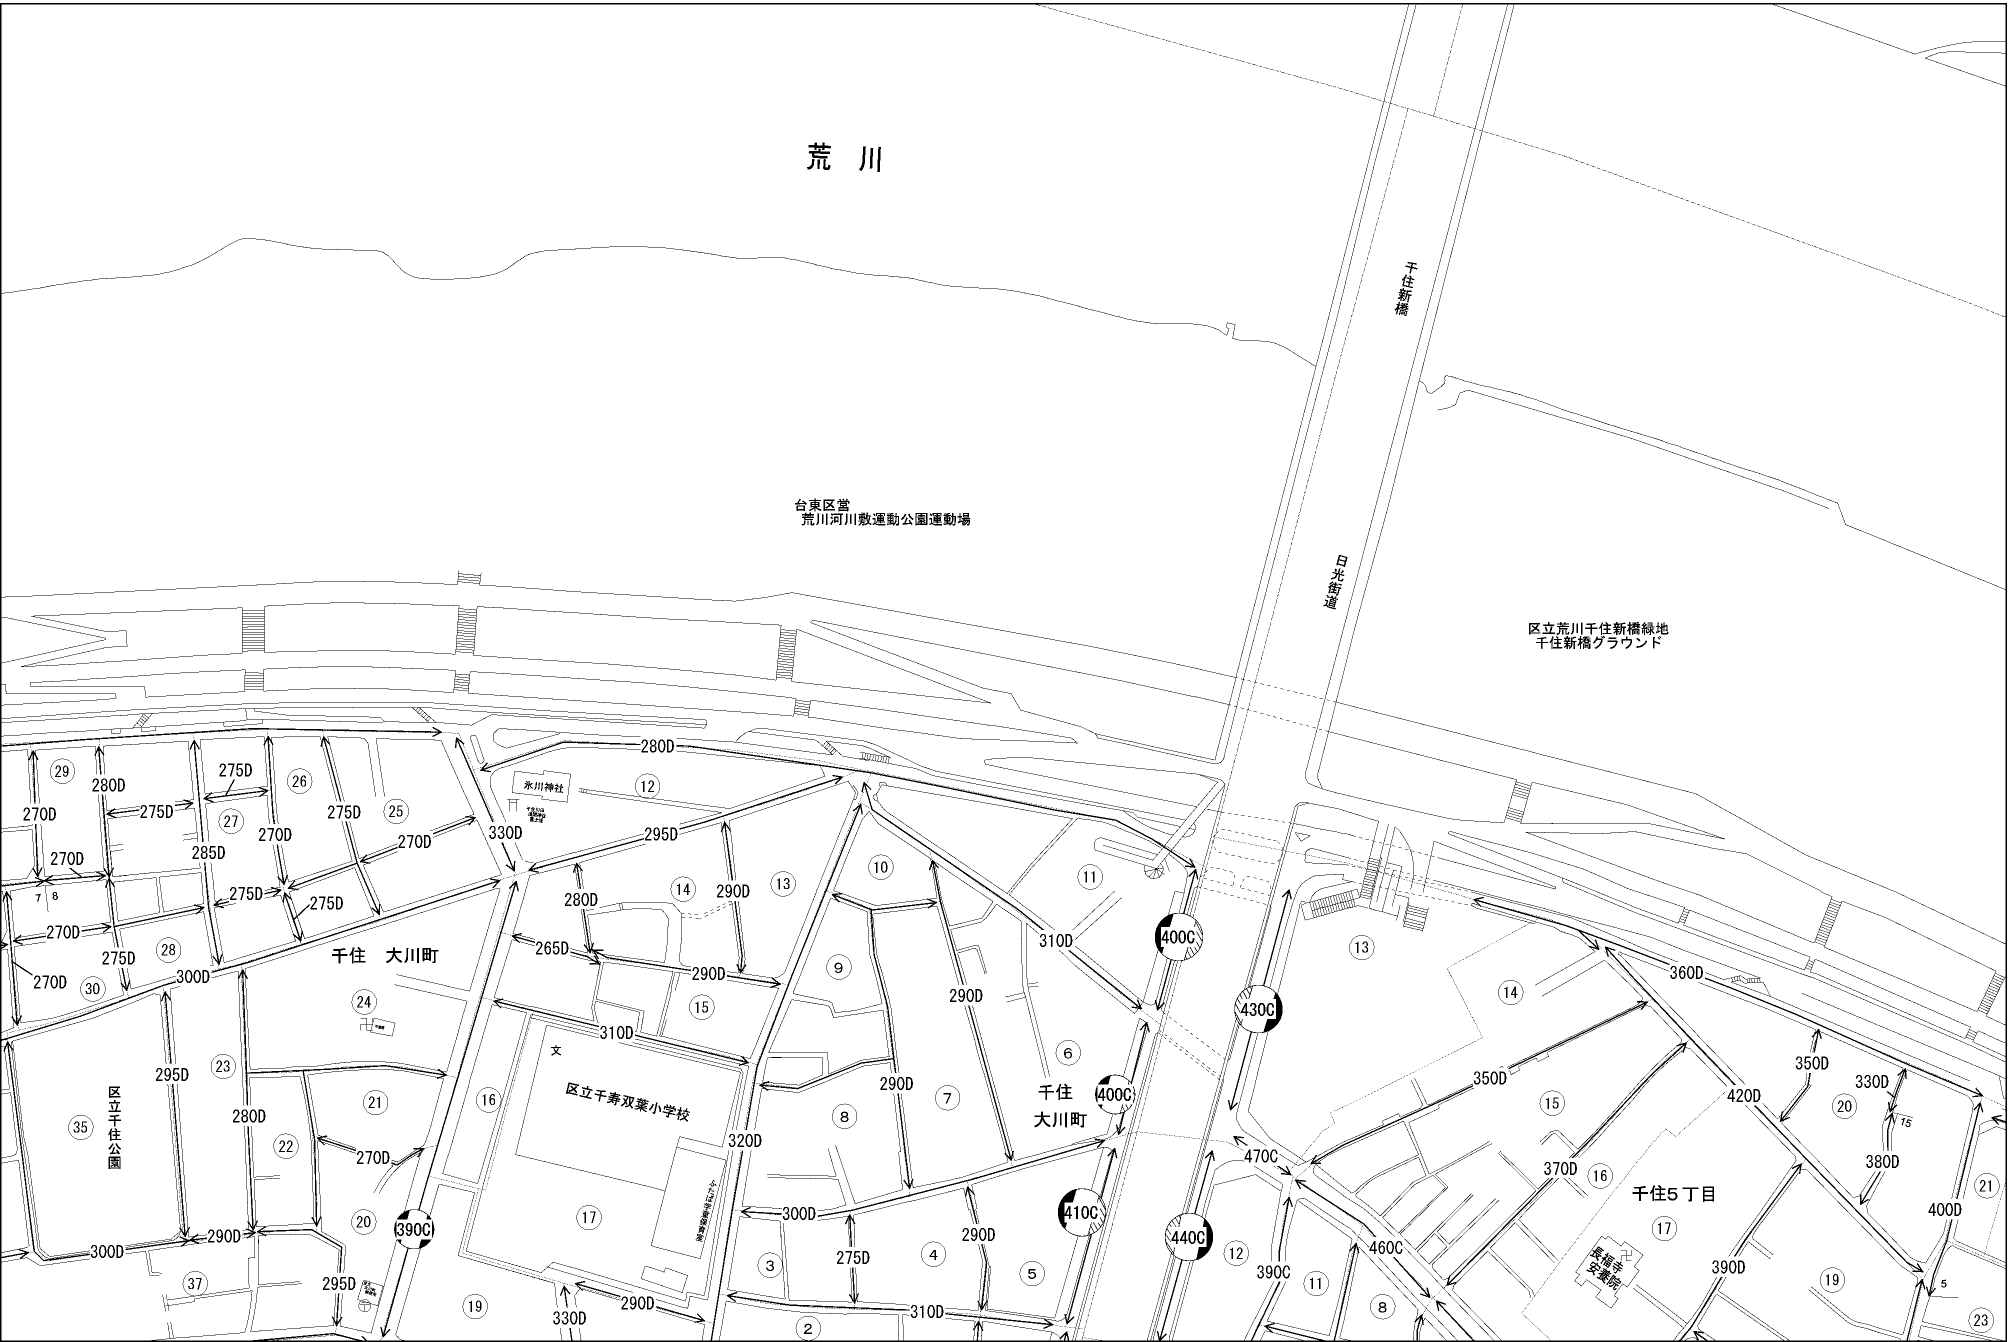 荒 川
千住新橋
台東区営
荒川河川敷運動公園運動場
日光街道
区立荒川千住新橋緑地
千住新橋グラウンド
280D
29
280D
275D
26
氷川神社
12
270D
275D
27
270D
275D
25
330D
295D
270D
285D
270D
10
11
7
8
275D
275D
280D
14
290D
13
270D
28
千住 大川町
265D
310D
400C
13
275D
270D
30
300D
290D
9
290D
360D
24
15
430C
14
310D
文
6
23
295D
区立千住公園
35
280D
21
16
区立千寿双葉小学校
290D
7
千住
大川町
400C
350D
350D
330D
20
15
420D
15
22
270D
320D
8
470C
370D
16
380D
千住5丁目
21
400D
17
20
390C
17
300D
410C
440C
12
460C
長福寺
安養院
300D
290D
275D
4
290D
3
5
390C
11
390D
19
5
37
295D
19
290D
330D
310D
2
8
23